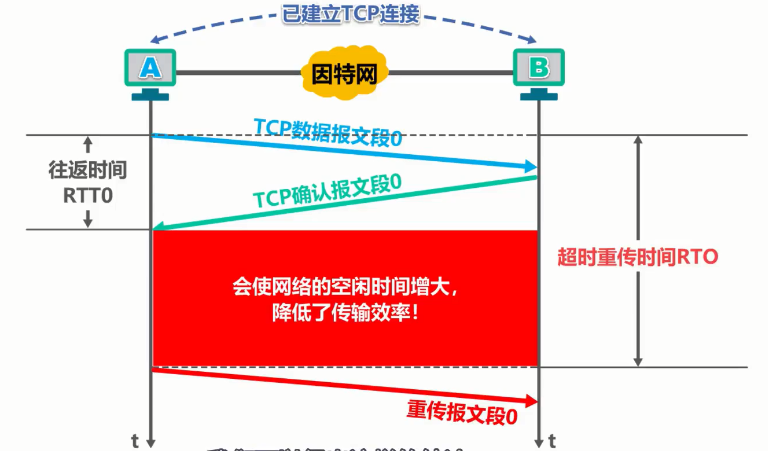 已建立TCP连接
A
因特网
B
TCP数据报文段0
往返时间
RTT0
TCP确认报文段0
超时重传时间RTO
会使网络的空闲时间增大，
降低了传输效率！
重传报文段0
t
t